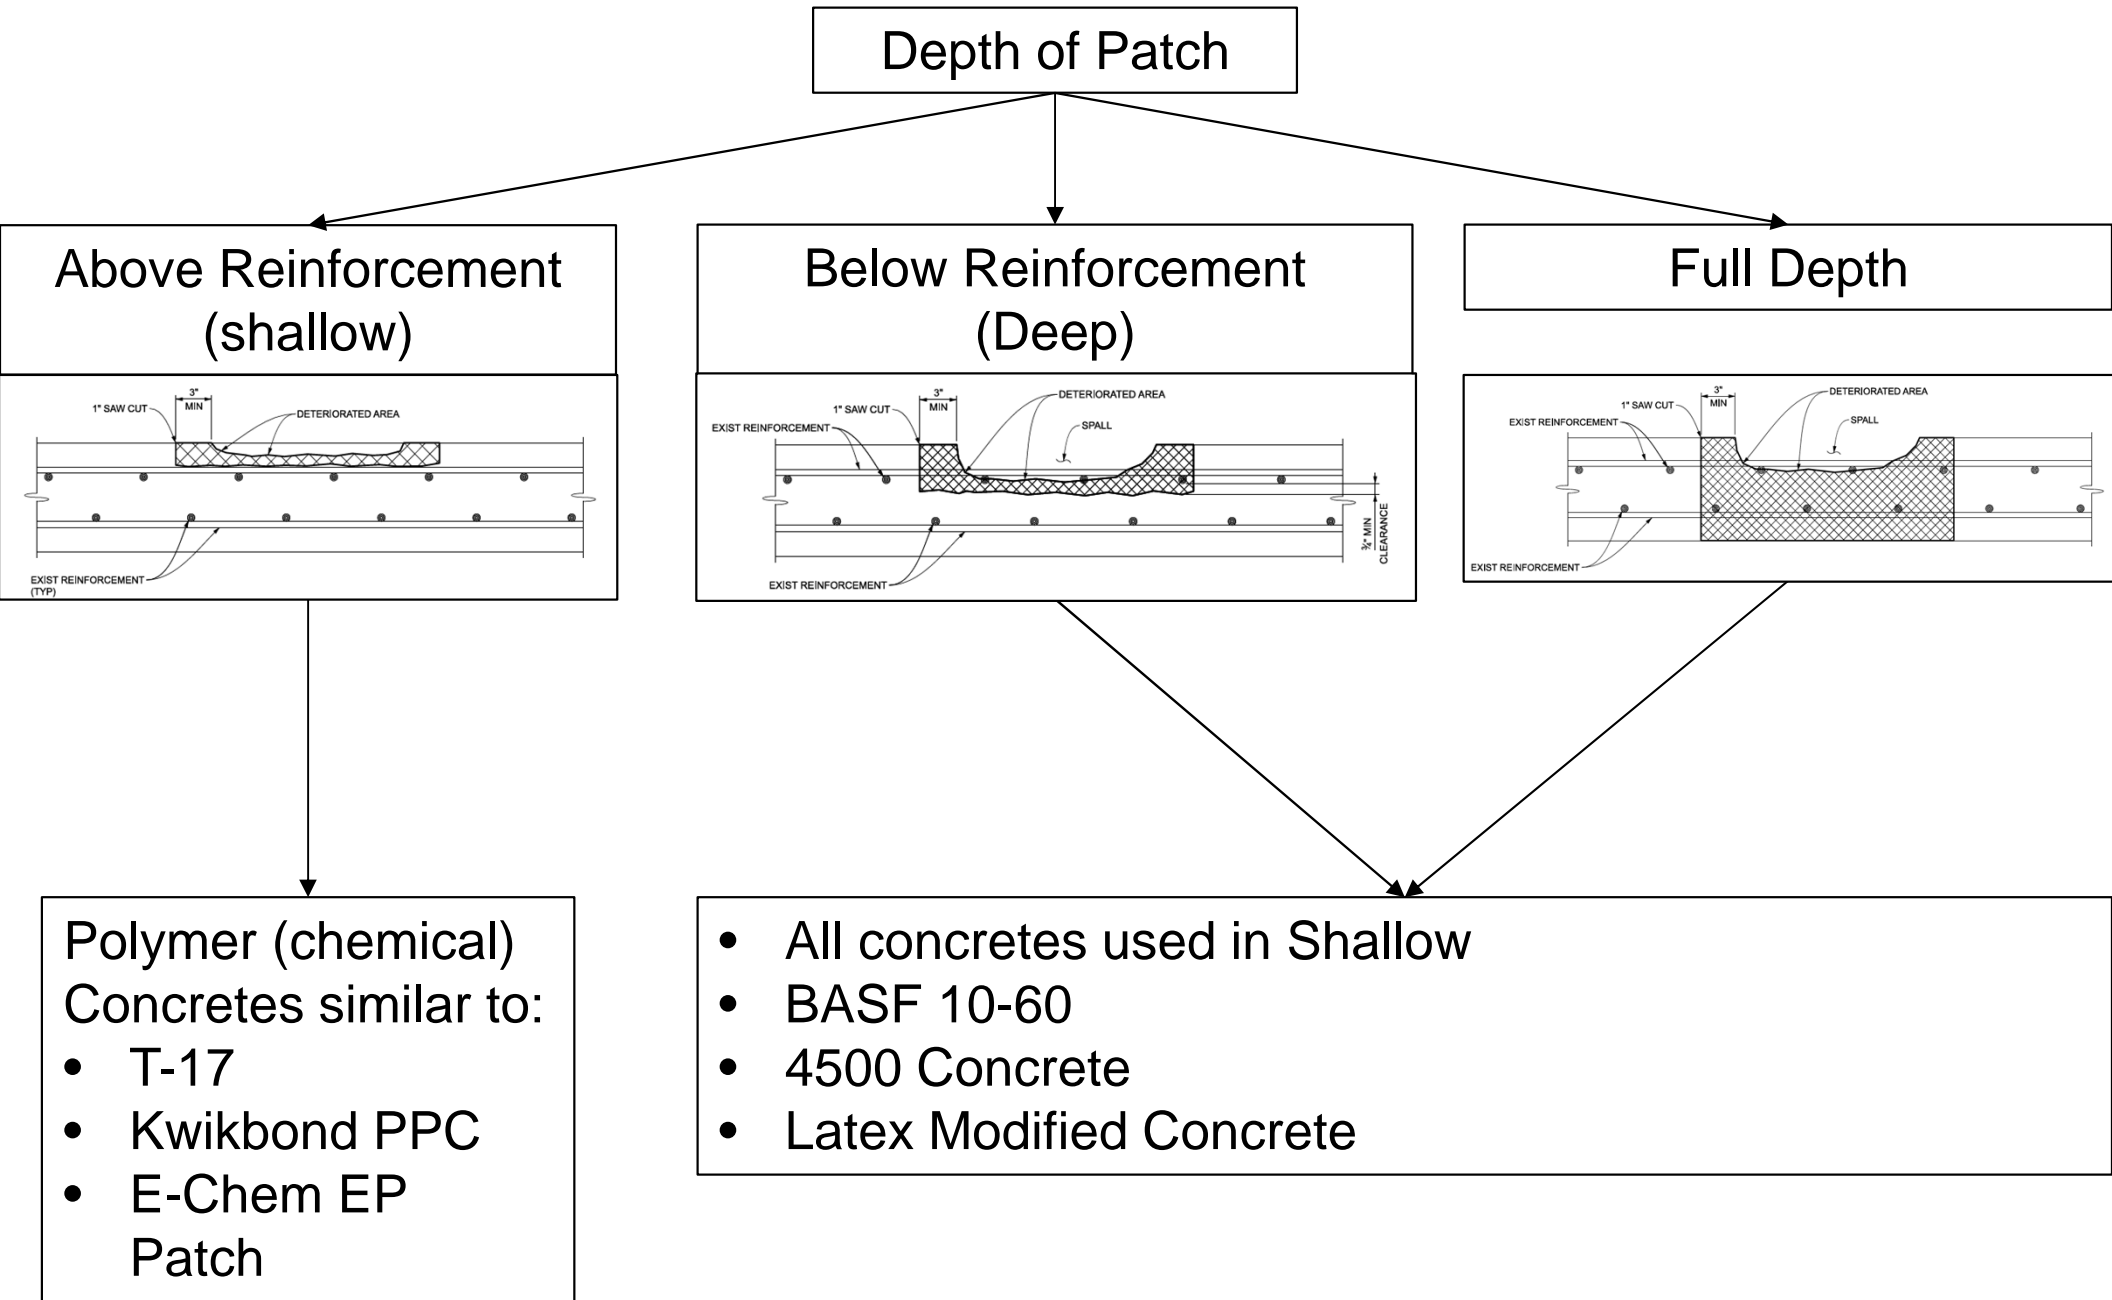 Depth of Patch
Above Reinforcement
(shallow)
Below Reinforcement
(Deep)
Full Depth
3"
MIN
1" SAW CUT
DETERIORATED AREA
EXIST REINFORCEMENT
(TYP)
3"
MIN
1" SAW CUT
DETERIORATED AREA
EXIST REINFORCEMENT
SPALL
¾" MIN
CLEARANCE
EXIST REINFORCEMENT
3"
MIN
1" SAW CUT
DETERIORATED AREA
EXIST REINFORCEMENT
SPALL
EXIST REINFORCEMENT
Polymer (chemical)
Concretes similar to:
• T-17
• Kwikbond PPC
• E-Chem EP
Patch
• All concretes used in Shallow
• BASF 10-60
• 4500 Concrete
• Latex Modified Concrete